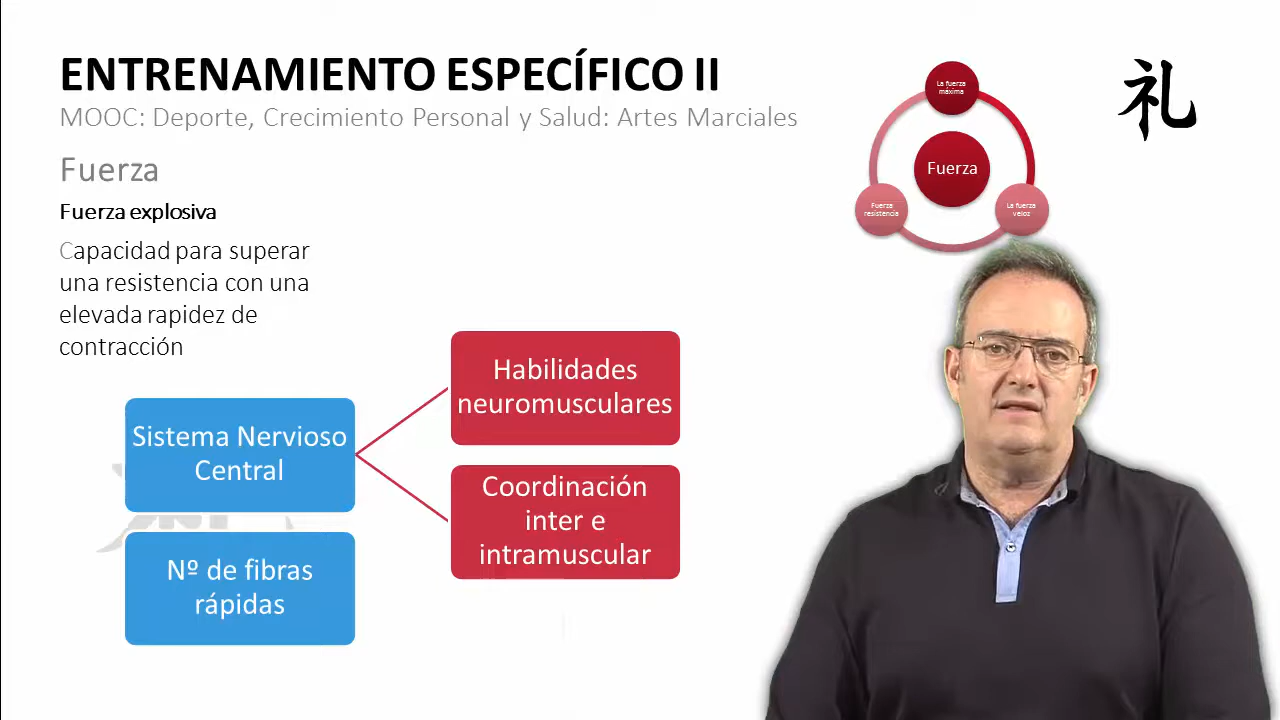 ENTRENAMIENTO ESPECÍFICO II
MOOC: Deporte, Crecimiento Personal y Salud: Artes Marciales
礼
La fuerza
máxima
Fuerza
Fuerza
resistencia
La fuerza
veloz
Fuerza
Fuerza explosiva
Capacidad para superar
una resistencia con una
elevada rapidez de
contracción
Sistema Nervioso
Central
Habilidades
neuromusculares
Coordinación
inter e
intramuscular
Nº de fibras
rápidas